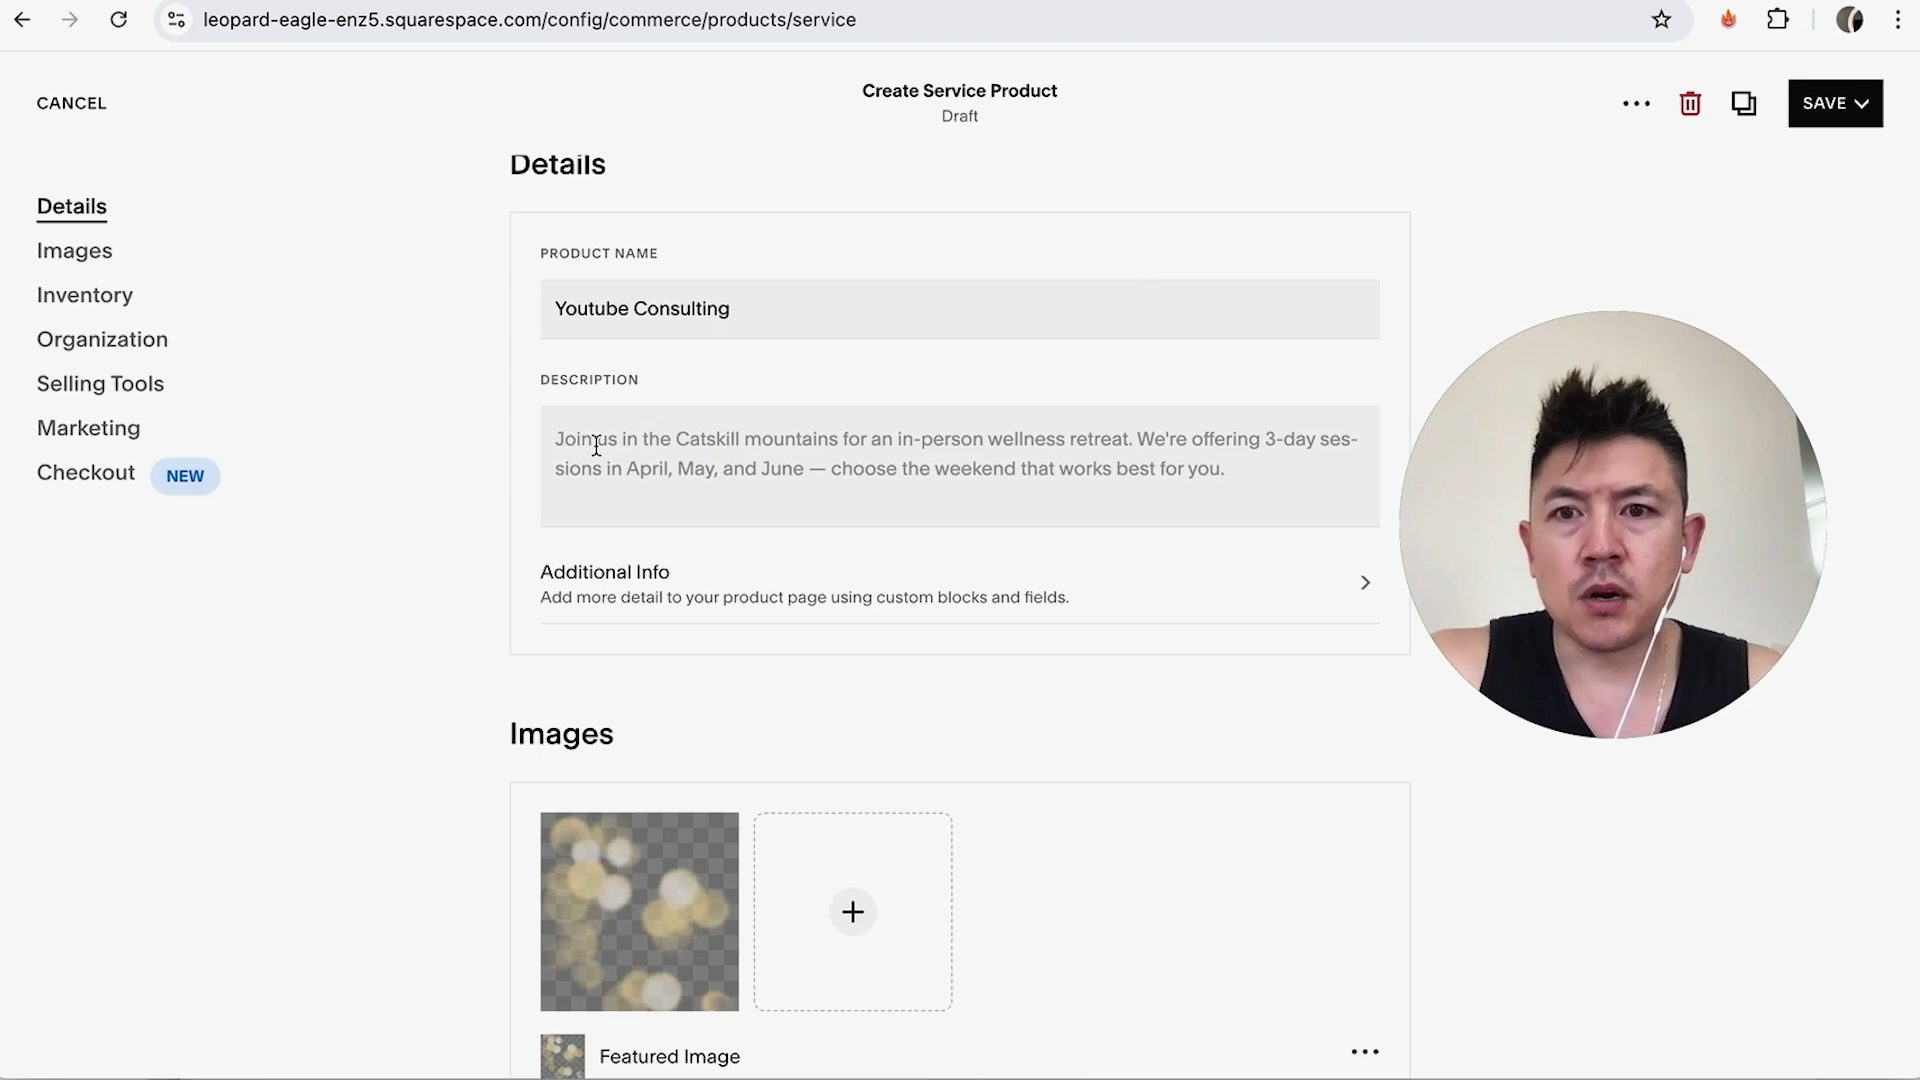 leopard-eagle-enz5.squarespace.com/config/commerce/products/service
CANCEL
Create Service Product
Draft
SAVE
Details
Images
Inventory
Organization
Selling Tools
Marketing
Checkout NEW
Details
PRODUCT NAME
Youtube Consulting
DESCRIPTION
Join us in the Catskill mountains for an in-person wellness retreat. We're offering 3-day ses-
sions in April, May, and June — choose the weekend that works best for you.
Additional Info
Add more detail to your product page using custom blocks and fields.
Images
Featured Image